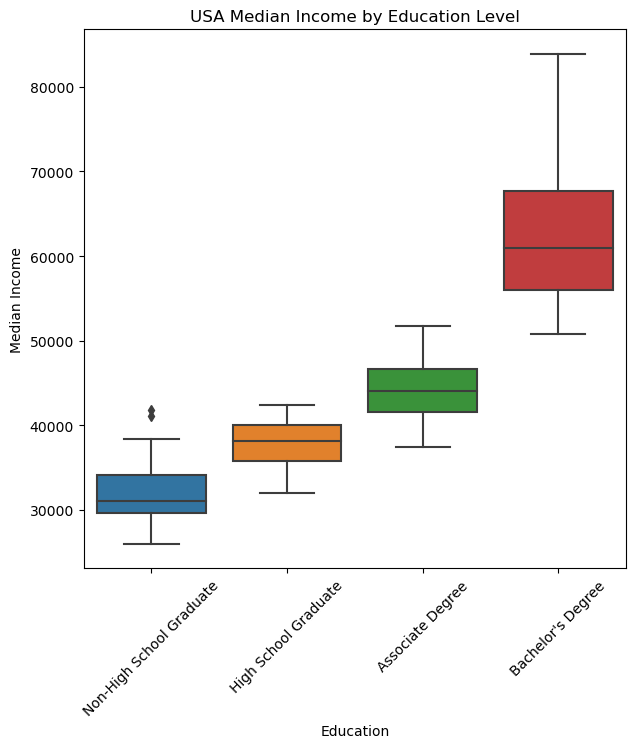 USA Median Income by Education Level
Median Income
80000
70000
60000
50000
40000
30000
Non-High School Graduate
High School Graduate
Associate Degree
Bachelor's Degree
Education